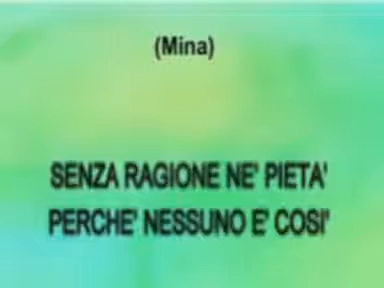 (Mina)
SENZA RAGIONE NE' PIETA'
PERCHE' NESSUNO E' COSI'